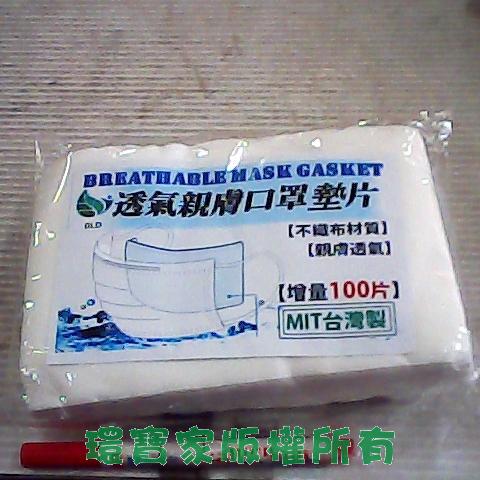 BREATHABLE MASK GASKET
透氣親膚口罩墊片
【不織布材質】
【親膚透氣】
【增量100片】
MIT台灣製
環寶家版權所有